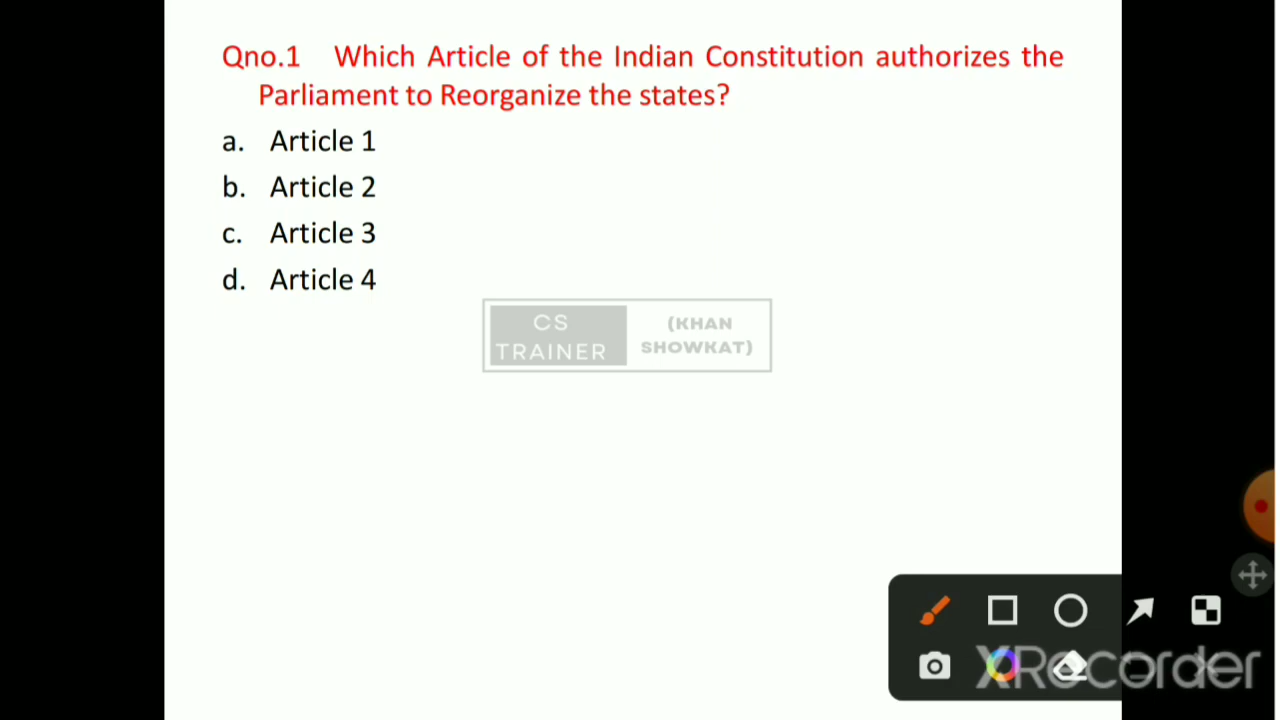 Qno.1 Which Article of the Indian Constitution authorizes the
Parliament to Reorganize the states?
a. Article 1
b. Article 2
c. Article 3
d. Article 4
CS
TRAINER
(KHAN
SHOWKAT)
XRecorder